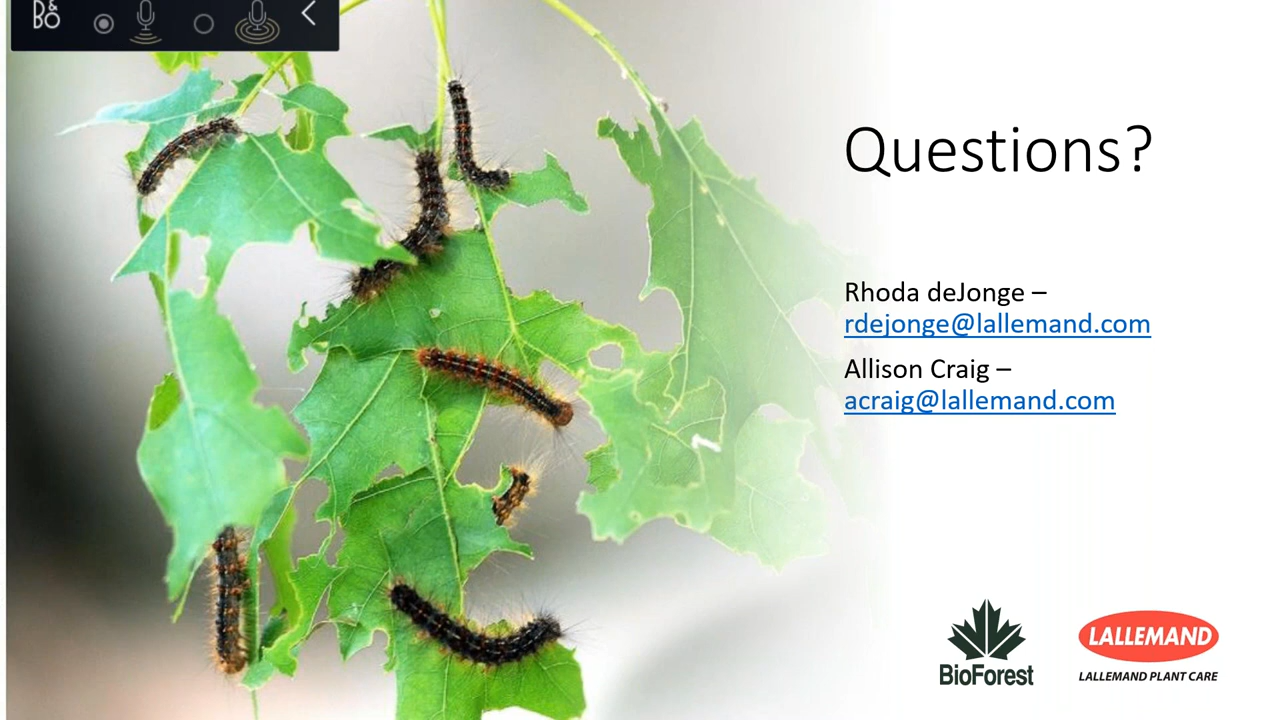 B&O
Questions?
Rhoda deJonge –
rdejonge@lallemand.com
Allison Craig –
acraig@lallemand.com
BioForest
LALLEMAND
LALLEMAND PLANT CARE